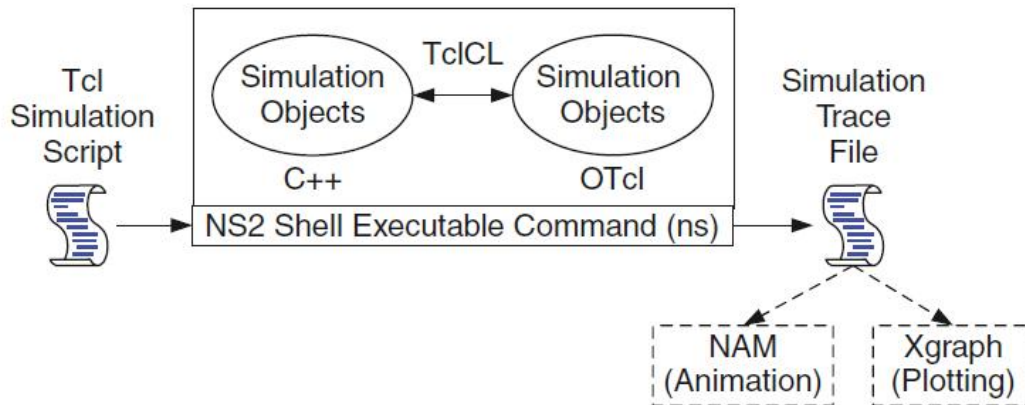 Tcl
Simulation
Script
Simulation
Objects
C++
TclCL
Simulation
Objects
OTcl
NS2 Shell Executable Command (ns)
Simulation
Trace
File
NAM
(Animation)
Xgraph
(Plotting)